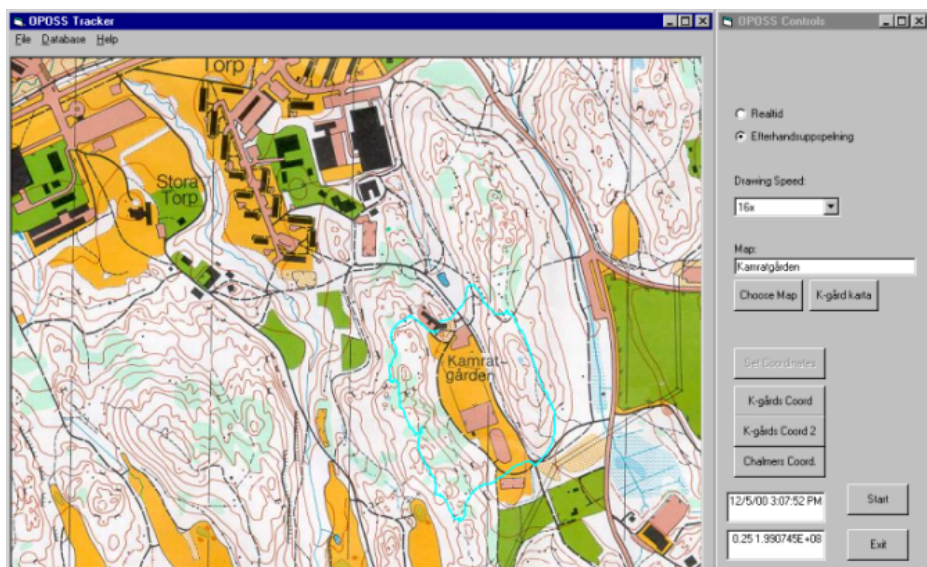 OPOSS Tracker
File Database Help
Torp
Stora
Torp
Kamrat-
gården
OPOSS Controls
Realtid
Efterhandsuppspelning
Drawing Speed:
16x
Map:
Kamratgården
Choose Map
K-gård karta
Get Coordinates
K-gårds Coord
K-gårds Coord 2
Chalmers Coord.
12/5/00 3:07:52 PM
Start
0.25 1.990745E+08
Exit